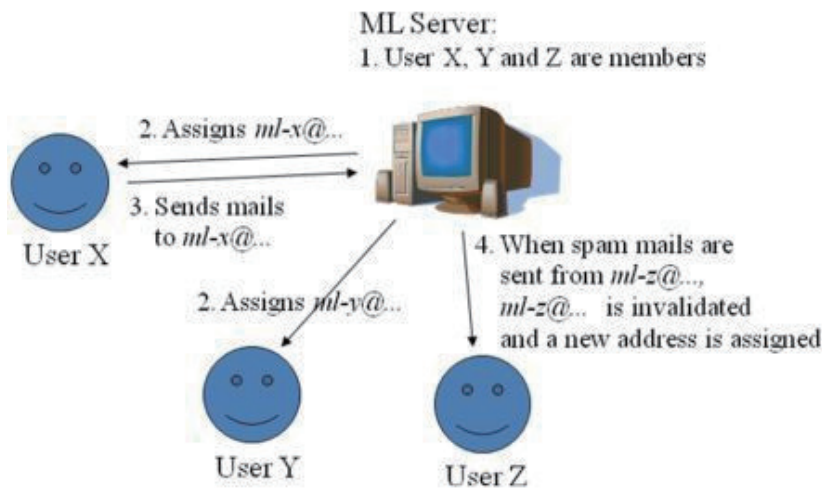 ML Server:
1. User X, Y and Z are members
2. Assigns ml-x@...
3. Sends mails
to ml-x@...
User X
4. When spam mails are
sent from ml-z@...,
ml-z@... is invalidated
and a new address is assigned
2. Assigns ml-y@...
User Y
User Z